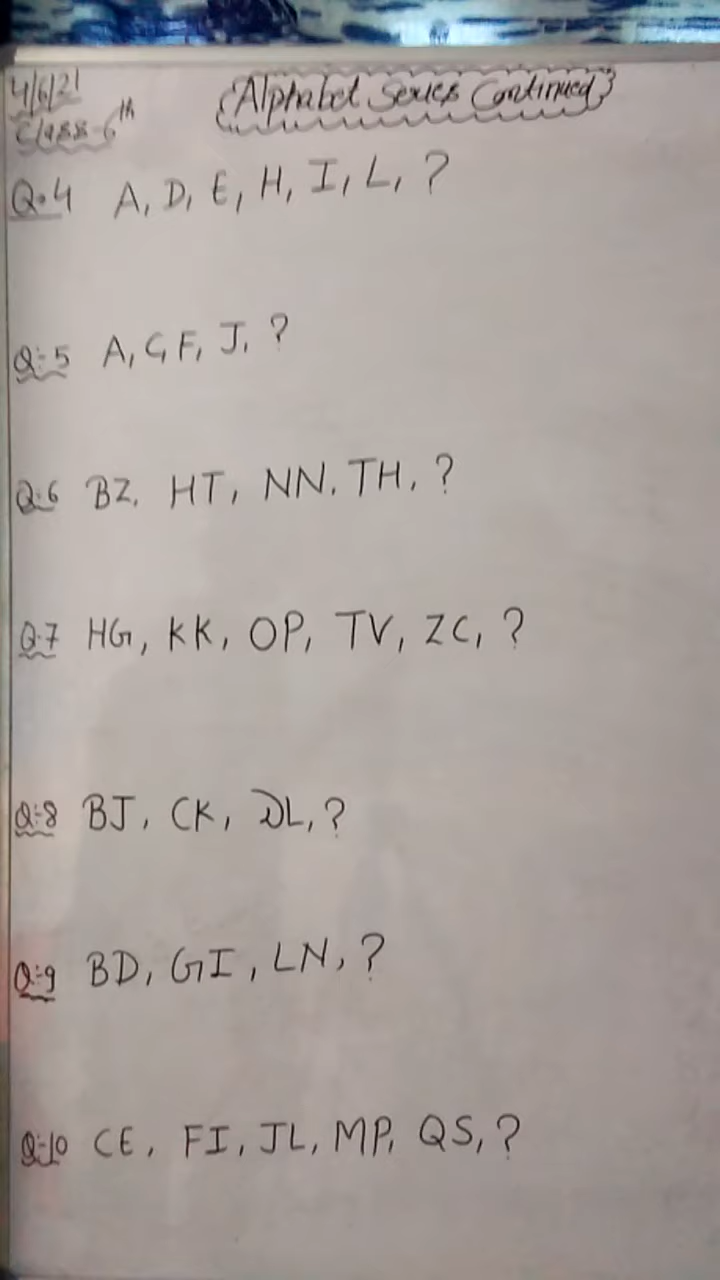 4/6/21
{Alphabet Series Continued}
Class-6th
Q.4 A, D, E, H, I, L, ?
Q:5 A, C, F, J, ?
Q:6 BZ, HT, NN, TH, ?
Q.7 HG, KK, OP, TV, ZC, ?
Q:8 BJ, CK, DL, ?
Q:9 BD, GI, LN, ?
Q:10 CE, FI, JL, MP, QS, ?